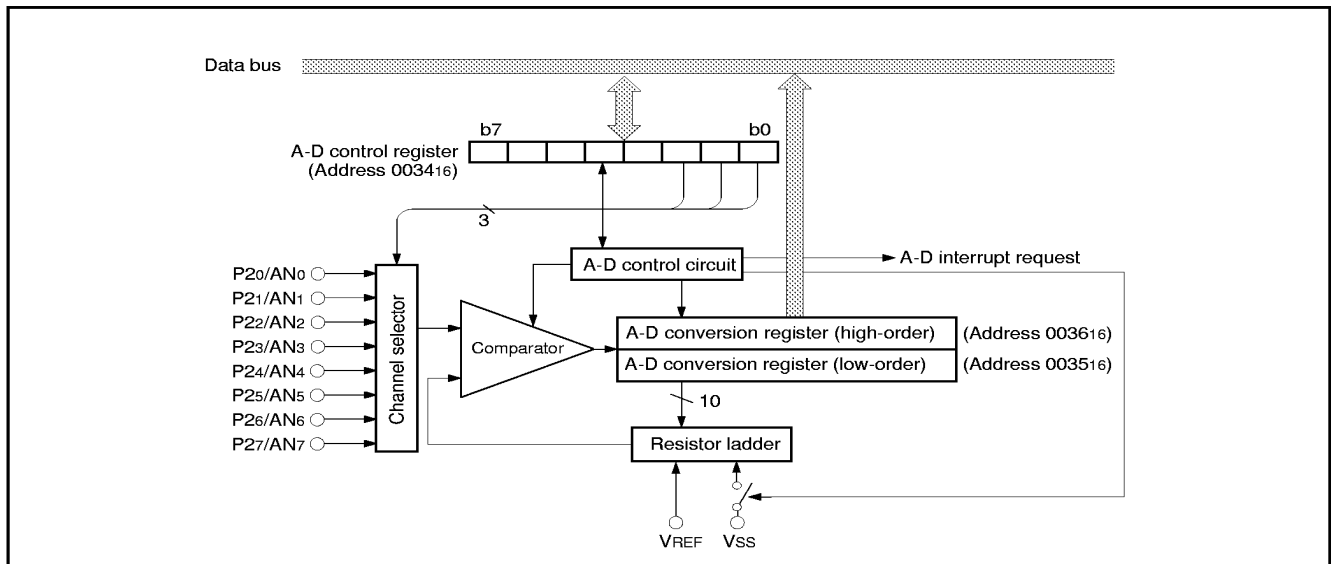 Data bus
b7 b0
A-D control register
(Address 0034₁₆)
3
A-D control circuit
A-D interrupt request
P2₀/AN₀
P2₁/AN₁
P2₂/AN₂
P2₃/AN₃
P2₄/AN₄
P2₅/AN₅
P2₆/AN₆
P2₇/AN₇
Channel selector
Comparator
A-D conversion register (high-order) (Address 0036₁₆)
A-D conversion register (low-order) (Address 0035₁₆)
10
Resistor ladder
VREF VSS